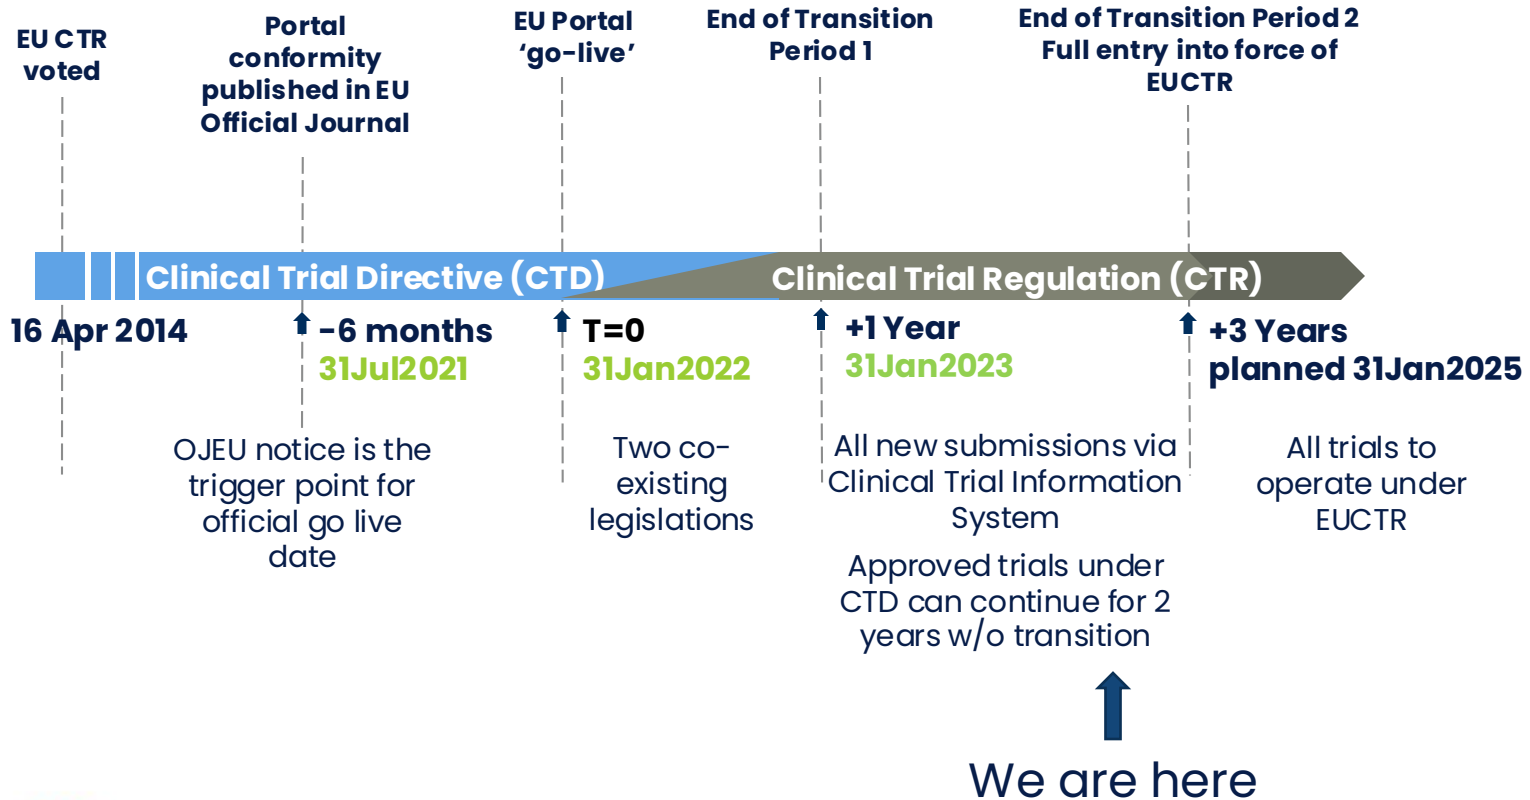 EU CTR
voted
Portal
conformity
published in EU
Official Journal
EU Portal
‘go-live’
End of Transition
Period 1
End of Transition Period 2
Full entry into force of
EUCTR
Clinical Trial Directive (CTD)
Clinical Trial Regulation (CTR)
16 Apr 2014
-6 months
31Jul2021
T=0
31Jan2022
+1 Year
31Jan2023
+3 Years
planned 31Jan2025
OJEU notice is the
trigger point for
official go live
date
Two co-
existing
legislations
All new submissions via
Clinical Trial Information
System
Approved trials under
CTD can continue for 2
years w/o transition
All trials to
operate under
EUCTR
We are here